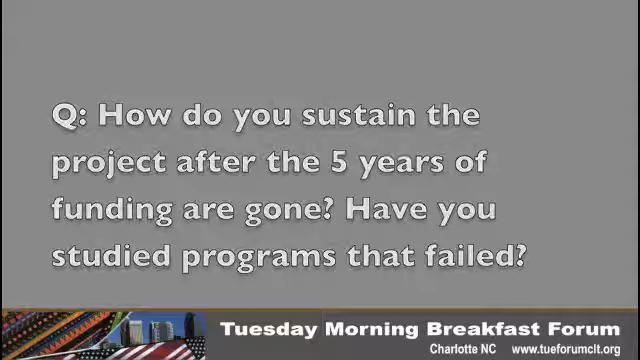 Q: How do you sustain the
project after the 5 years of
funding are gone? Have you
studied programs that failed?
Tuesday Morning Breakfast Forum
Charlotte NC www.tueforumclt.org